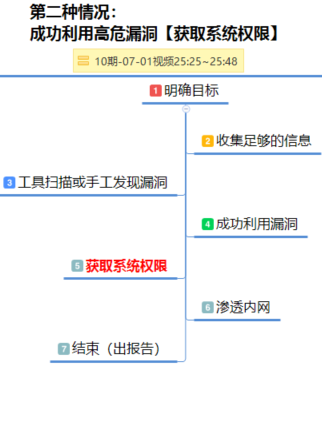 第二种情况：
成功利用高危漏洞【获取系统权限】
10期-07-01视频25:25~25:48
1 明确目标
2 收集足够的信息
3 工具扫描或手工发现漏洞
4 成功利用漏洞
5 获取系统权限
6 渗透内网
7 结束（出报告）